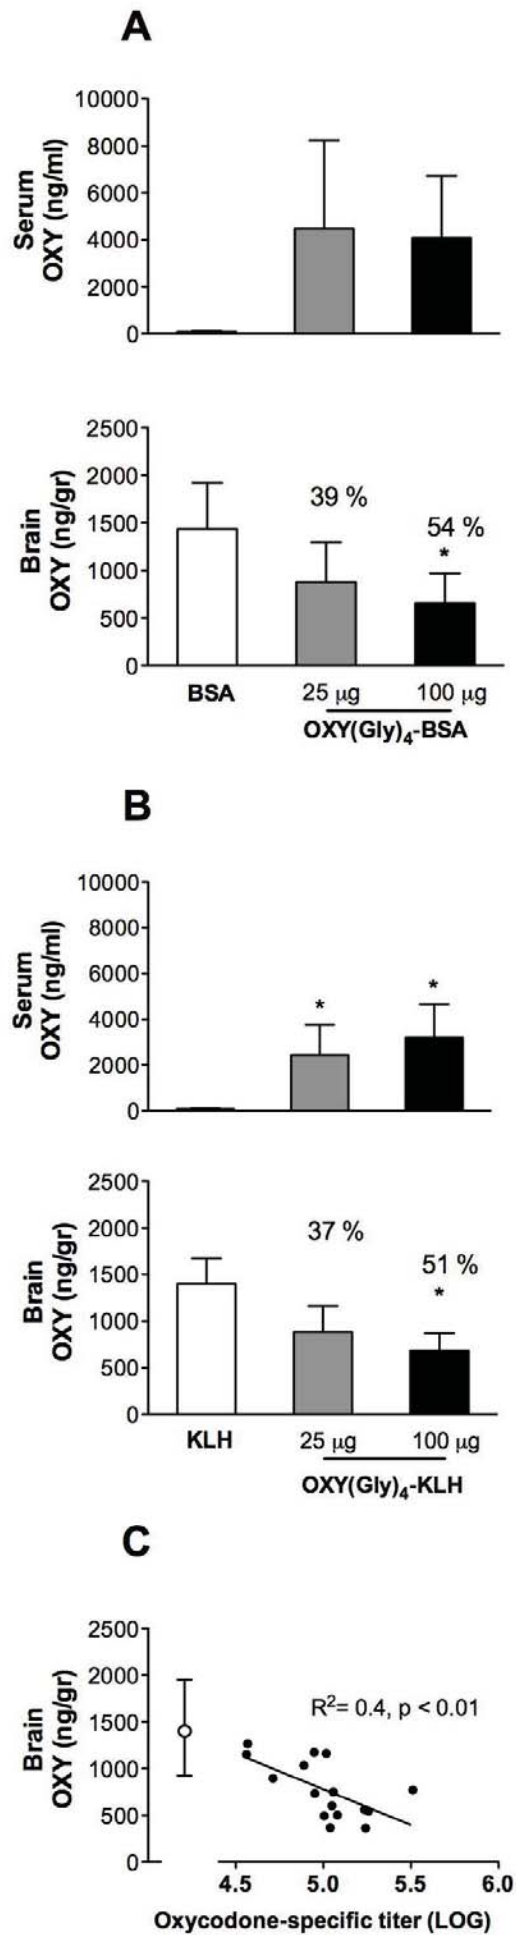 A
Serum
OXY (ng/ml)
10000
8000
6000
4000
2000
0
Brain
OXY (ng/gr)
2500
2000
1500
1000
500
0
39 %
54 %
*
BSA
25 µg
100 µg
OXY(Gly)4-BSA
B
Serum
OXY (ng/ml)
10000
8000
6000
4000
2000
0
*
*
Brain
OXY (ng/gr)
2500
2000
1500
1000
500
0
37 %
51 %
*
KLH
25 µg
100 µg
OXY(Gly)4-KLH
C
Brain
OXY (ng/gr)
2500
2000
1500
1000
500
0
R2= 0.4, p < 0.01
4.5
5.0
5.5
6.0
Oxycodone-specific titer (LOG)